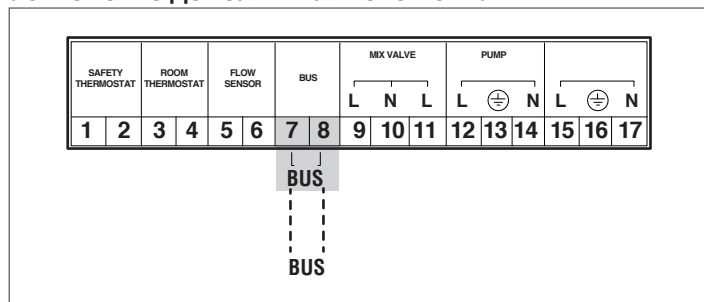 SAFETY THERMOSTAT
ROOM THERMOSTAT
FLOW SENSOR
BUS
MIX VALVE
PUMP
L N L L N L N
1 2 3 4 5 6 7 8 9 10 11 12 13 14 15 16 17
BUS
BUS